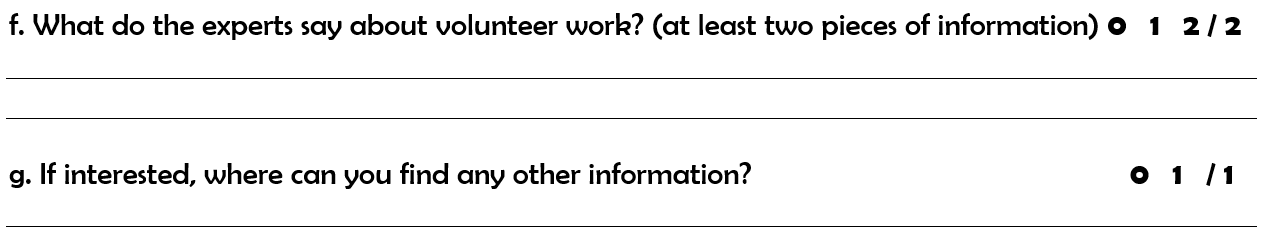 f. What do the experts say about volunteer work? (at least two pieces of information) 0 1 2 / 2
g. If interested, where can you find any other information? 0 1 / 1